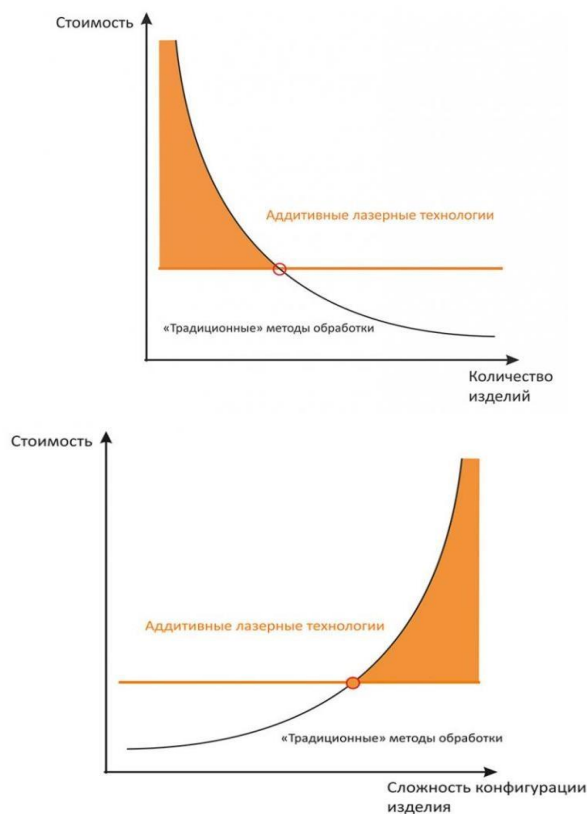 Стоимость
Аддитивные лазерные технологии
«Традиционные» методы обработки
Количество
изделий
Стоимость
Аддитивные лазерные технологии
«Традиционные» методы обработки
Сложность конфигурации
изделия